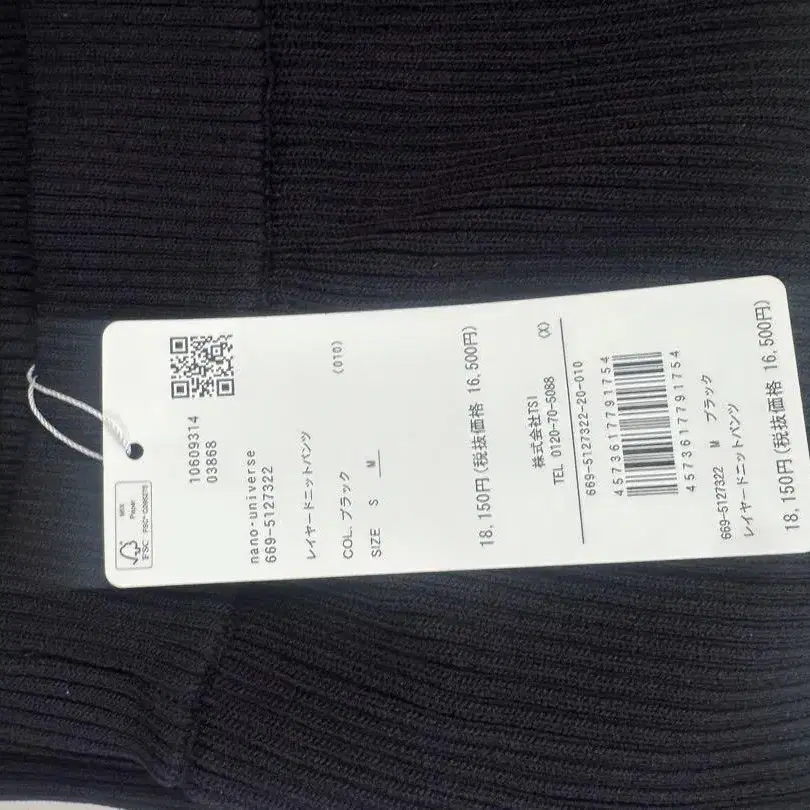 MIX
Paper
FSC
FSC® C
10609314
03868
nano・universe
669-5127322
レイヤードニットパンツ
COL. ブラック (010)
SIZE S M
18,150円(税抜価格 16,500円)
株式会社TSI (X)
TEL 0120-70-5088
669-5127322-20-010
4573617791754
4573617791754
669-5127322 M ブラック
レイヤードニットパンツ
18,150円(税抜価格 16,500円)